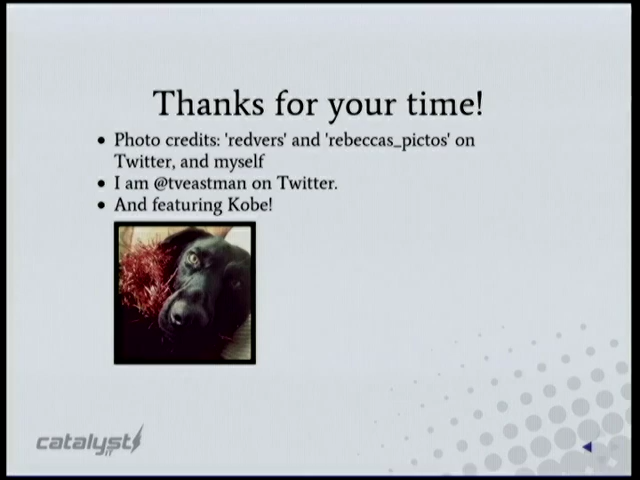 Thanks for your time!
• Photo credits: 'redvers' and 'rebeccas_pictos' on
Twitter, and myself
• I am @tveastman on Twitter.
• And featuring Kobe!
catalyst
IT